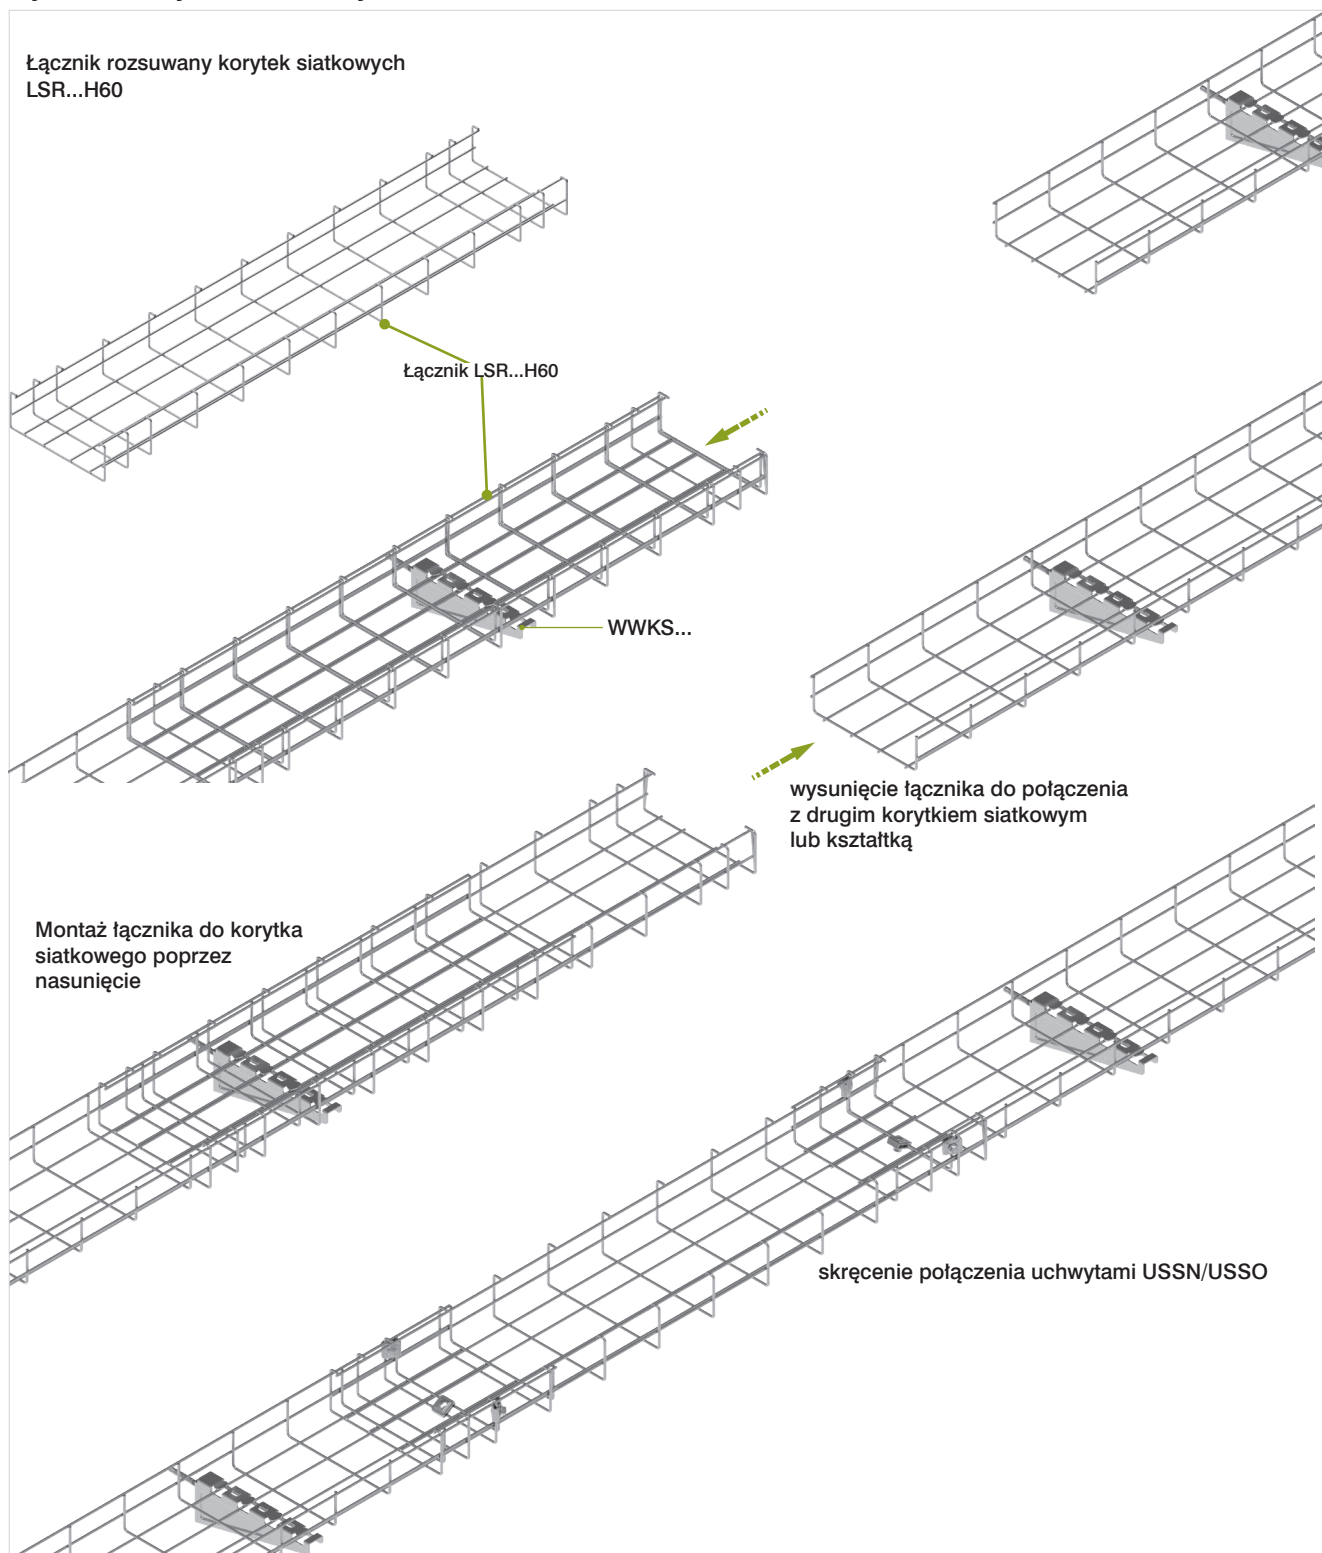 Łącznik rozsuwany korytek siatkowych
LSR...H60
Łącznik LSR...H60
WWKS...
wysunięcie łącznika do połączenia
z drugim korytkiem siatkowym
lub kształtką
Montaż łącznika do korytka
siatkowego poprzez
nasunięcie
skręcenie połączenia uchwytami USSN/USSO